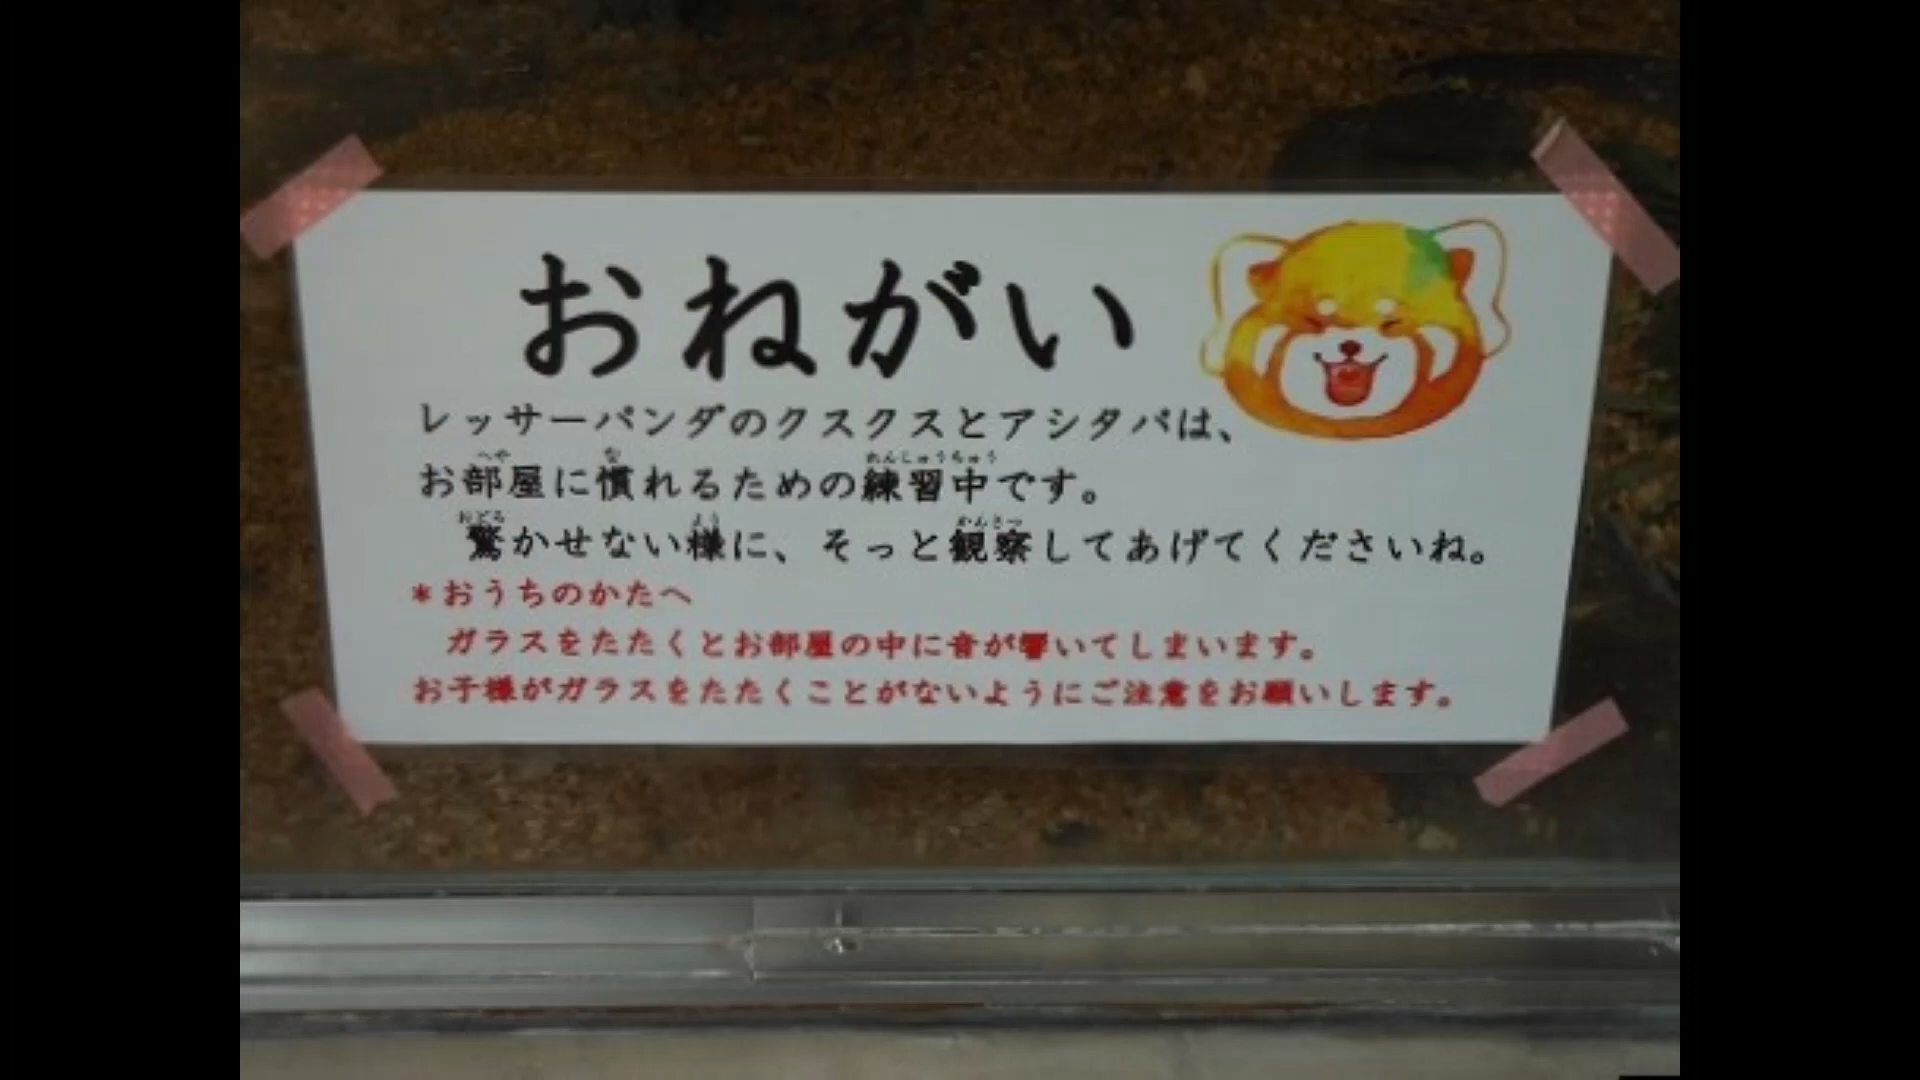 おねがい
レッサーパンダのクスクスとアシタバは、
お部屋に慣れるための練習中です。
驚かせない様に、そっと観察してあげてくださいね。
*おうちのかたへ
ガラスをたたくとお部屋の中に音が響いてしまいます。
お子様がガラスをたたくことがないようにご注意をお願いします。